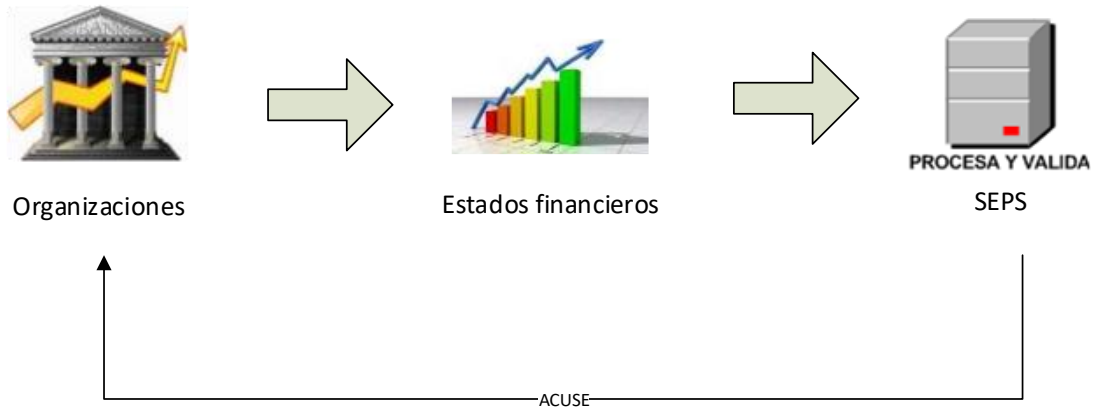 PROCESA Y VALIDA
Organizaciones
Estados financieros
SEPS
ACUSE